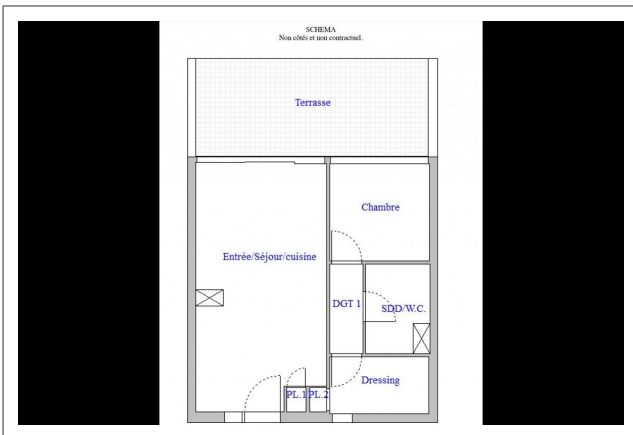 SCHEMA
Non côtés et non contractuel.
Terrasse
Chambre
Entrée/Séjour/cuisine
DGT 1
SDD/W.C.
Dressing
PL.1
PL.2